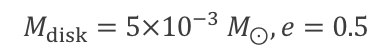 M_disk = 5×10⁻³ M_⊙, e = 0.5